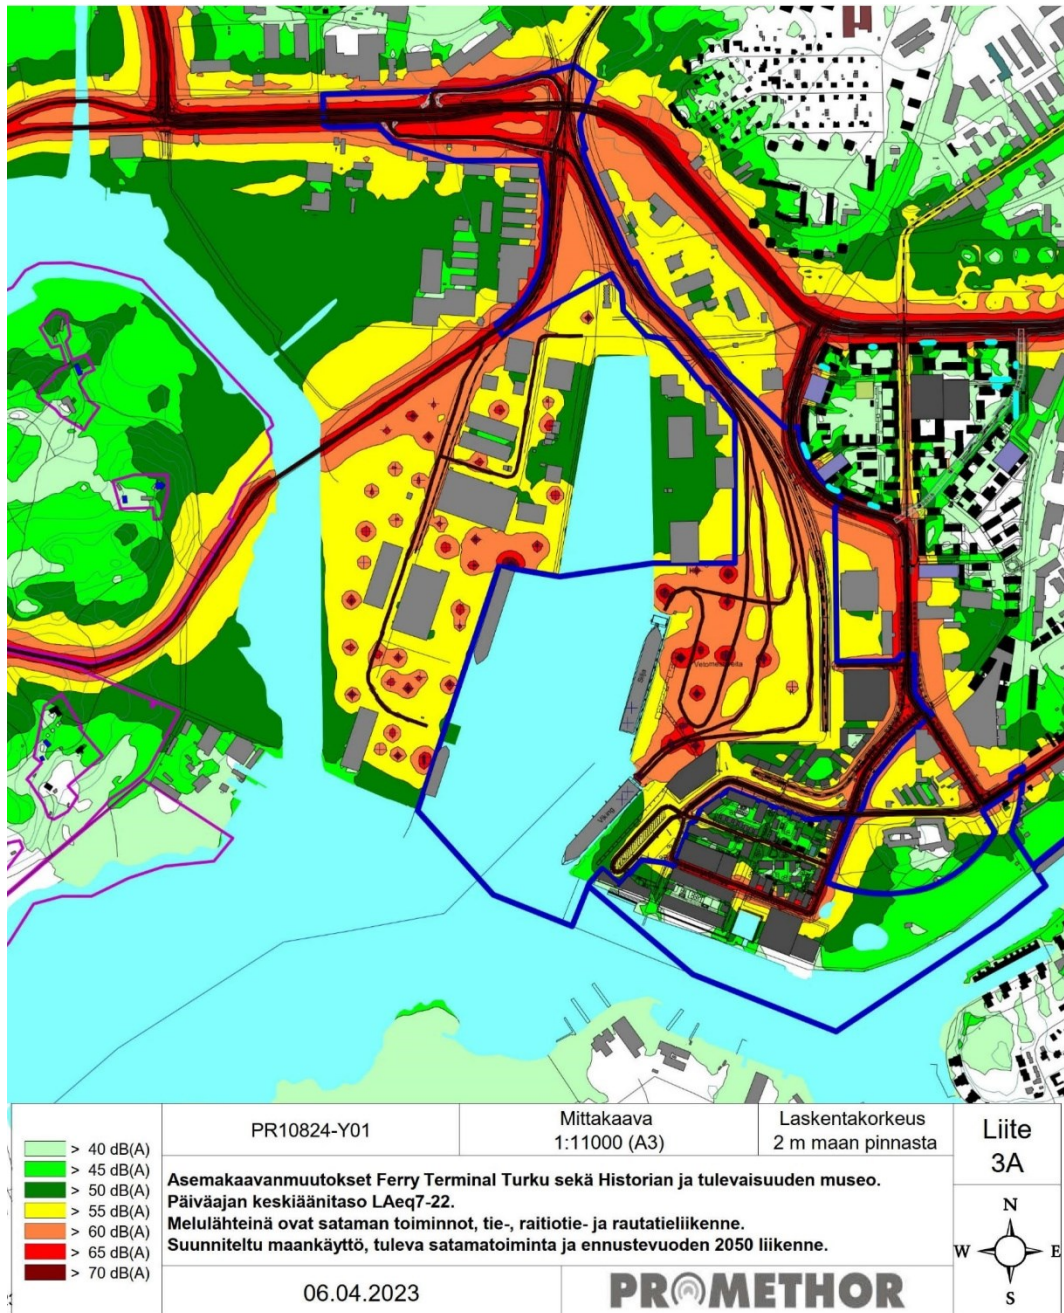 Silja
Viking
> 40 dB(A)
> 45 dB(A)
> 50 dB(A)
> 55 dB(A)
> 60 dB(A)
> 65 dB(A)
> 70 dB(A)
PR10824-Y01
Mittakaava
1:11000 (A3)
Laskentakorkeus
2 m maan pinnasta
Liite
3A
Asemakaavanmuutokset Ferry Terminal Turku sekä Historian ja tulevaisuuden museo.
Päiväajan keskiäänitaso LAeq7-22.
Melulähteinä ovat sataman toiminnot, tie-, raitiotie- ja rautatieliikenne.
Suunniteltu maankäyttö, tuleva satamatoiminta ja ennustevuoden 2050 liikenne.
N
W E
S
06.04.2023
PROMETHOR